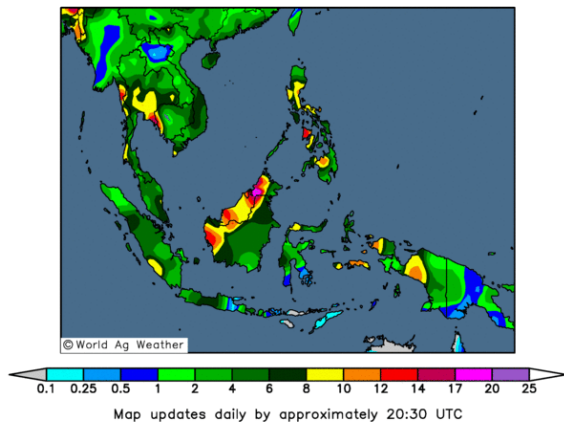 ©World Ag Weather
0.1 0.25 0.5 1 2 4 6 8 10 12 14 17 20 25
Map updates daily by approximately 20:30 UTC